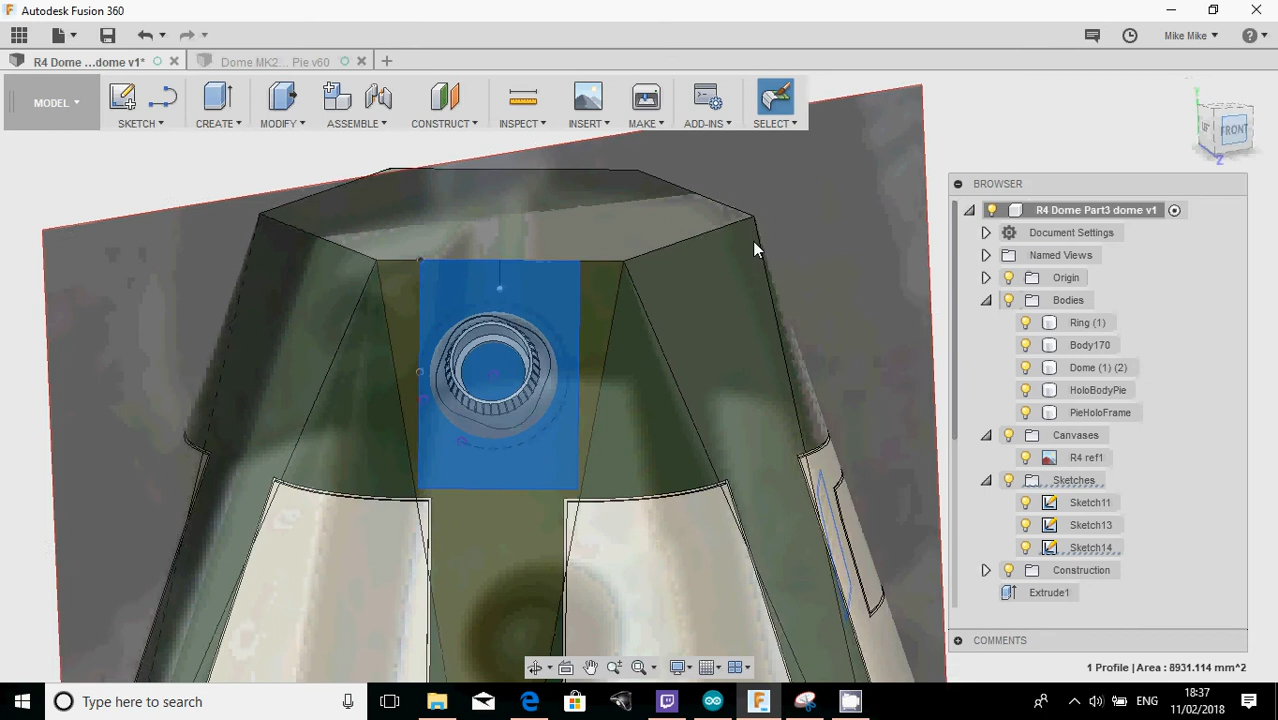 Autodesk Fusion 360
Mike Mike
R4 Dome ...dome v1*
Dome MK2... Pie v60
MODEL
SKETCH
CREATE
MODIFY
ASSEMBLE
CONSTRUCT
INSPECT
INSERT
MAKE
ADD-INS
SELECT
Y
FRONT
Z
BROWSER
R4 Dome Part3 dome v1
Document Settings
Named Views
Origin
Bodies
Ring (1)
Body170
Dome (1) (2)
HoloBodyPie
PieHoloFrame
Canvases
R4 ref1
Sketches
Sketch11
Sketch13
Sketch14
Construction
Extrude1
COMMENTS
1 Profile | Area : 8931.114 mm^2
Type here to search
ENG
18:37
11/02/2018